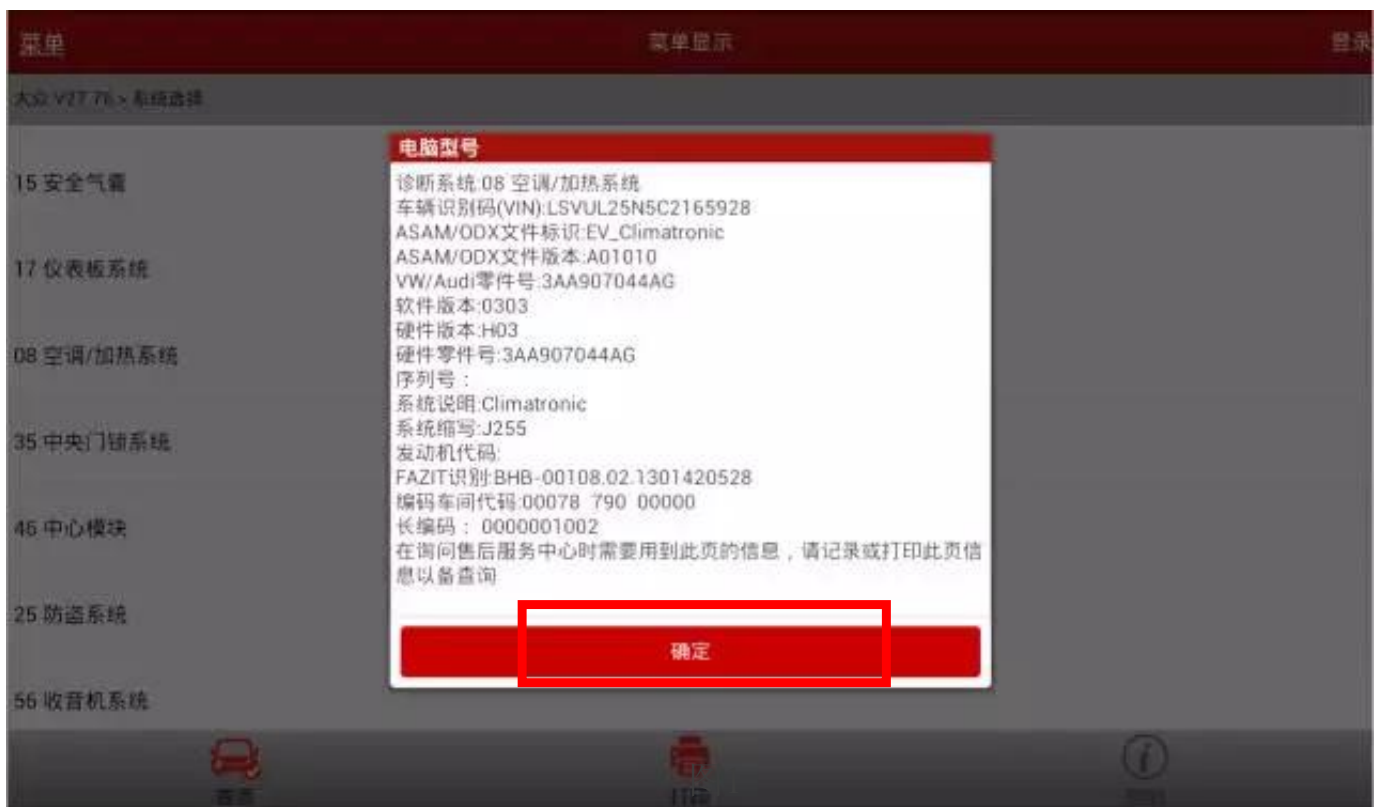 菜单
菜单显示
登录
大众 V27.76 > 系统选择
15 安全气囊
17 仪表板系统
08 空调/加热系统
35 中央门锁系统
46 中心模块
25 防盗系统
56 收音机系统
电脑型号
诊断系统:08 空调/加热系统
车辆识别码(VIN):LSVUL25N5C2165928
ASAM/ODX文件标识:EV_Climatronic
ASAM/ODX文件版本:A01010
VW/Audi零件号:3AA907044AG
软件版本:0303
硬件版本:H03
硬件零件号:3AA907044AG
序列号：
系统说明:Climatronic
系统缩写:J255
发动机代码:
FAZIT识别:BHB-00108.02.1301420528
编码车间代码:00078 790 00000
长编码： 0000001002
在询问售后服务中心时需要用到此页的信息，请记录或打印此页信
息以备查询
确定
打印